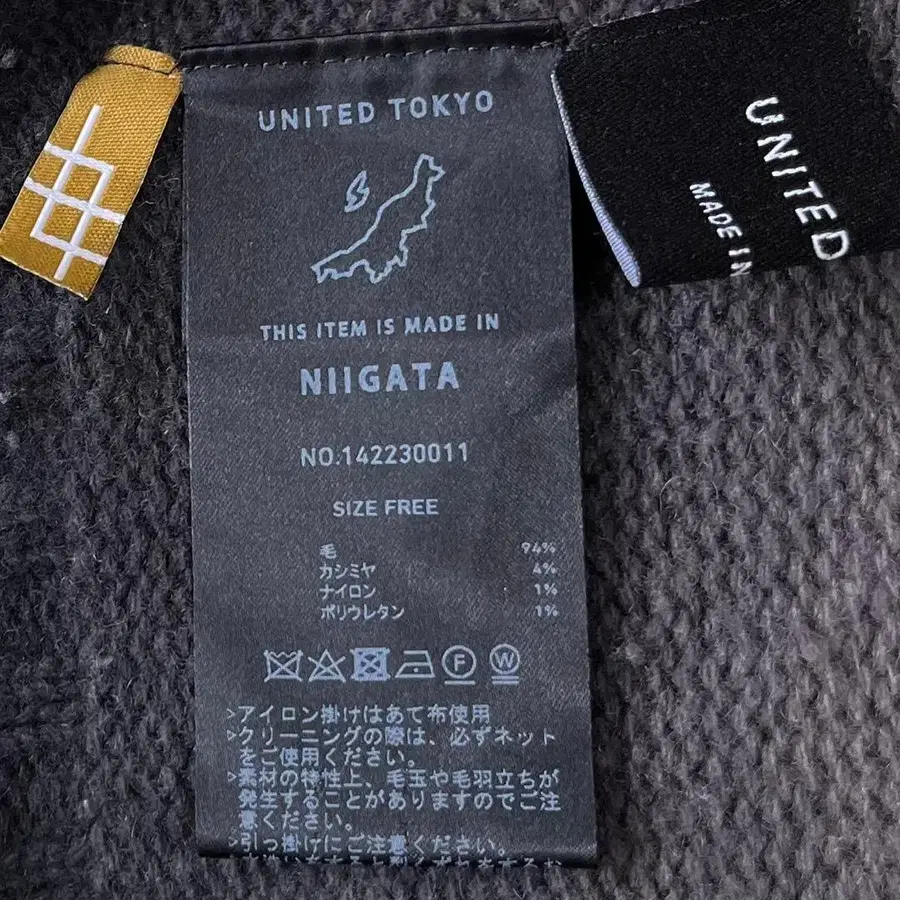 UNITED TOKYO
THIS ITEM IS MADE IN
NIIGATA
NO.142230011
SIZE FREE
毛 94%
カシミヤ 4%
ナイロン 1%
ポリウレタン 1%
F W
>アイロン掛けはあて布使用
>クリーニングの際は、必ずネット
をご使用ください。
>素材の特性上、毛玉や毛羽立ちが
発生することがありますのでご注
意ください。
>引っ掛けにご注意ください。
UNITED
MADE IN